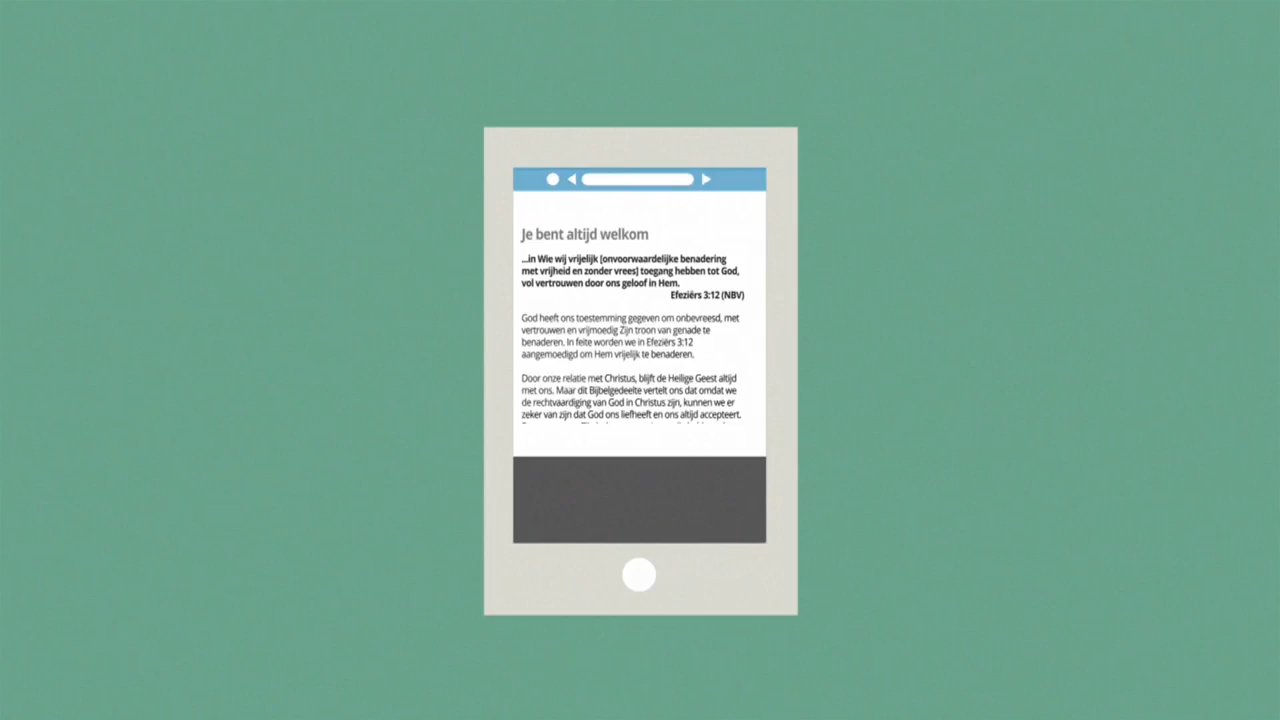 Je bent altijd welkom
...in Wie wij vrijelijk [onvoorwaardelijke benadering
met vrijheid en zonder vrees] toegang hebben tot God,
vol vertrouwen door ons geloof in Hem.
Efeziërs 3:12 (NBV)
God heeft ons toestemming gegeven om onbevreesd, met
vertrouwen en vrijmoedig Zijn troon van genade te
benaderen. In feite worden we in Efeziërs 3:12
aangemoedigd om Hem vrijelijk te benaderen.
Door onze relatie met Christus, blijft de Heilige Geest altijd
met ons. Maar dit Bijbelgedeelte vertelt ons dat omdat we
de rechtvaardiging van God in Christus zijn, kunnen we er
zeker van zijn dat God ons liefheeft en ons altijd accepteert.